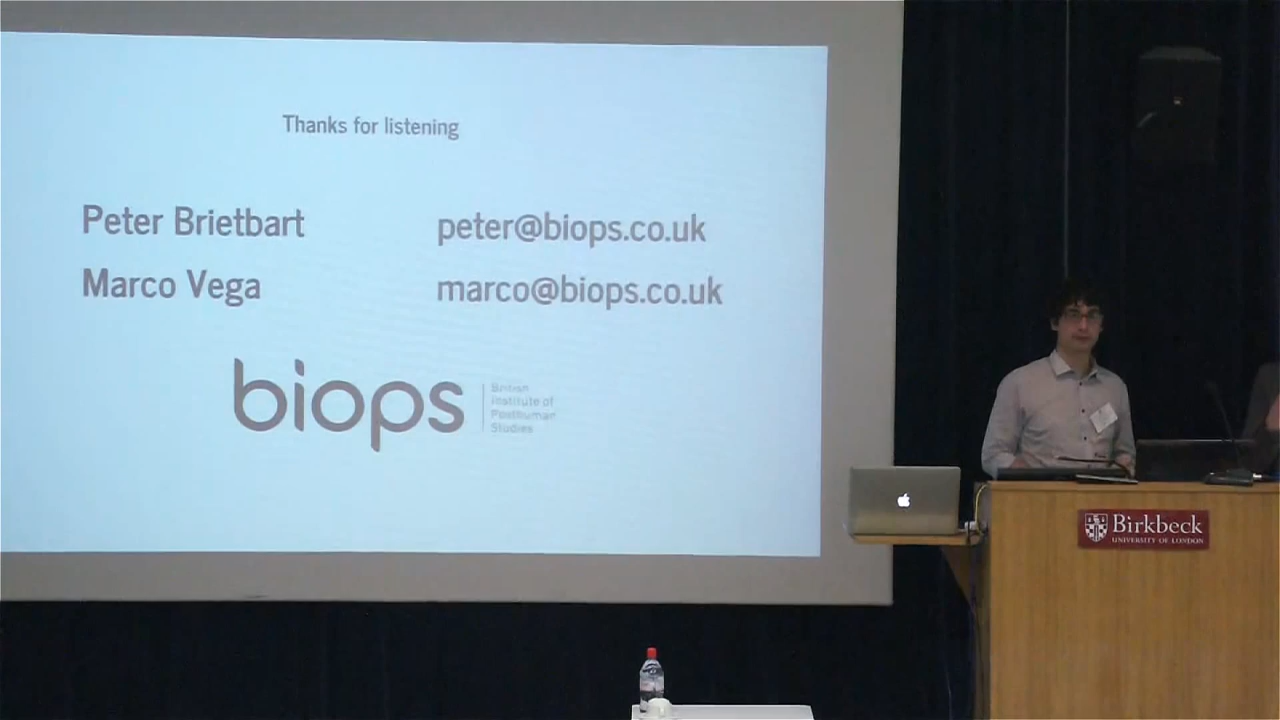 Thanks for listening
Peter Brietbart peter@biops.co.uk
Marco Vega marco@biops.co.uk
biops
British
Institute of
Posthuman
Studies
Birkbeck
UNIVERSITY OF LONDON